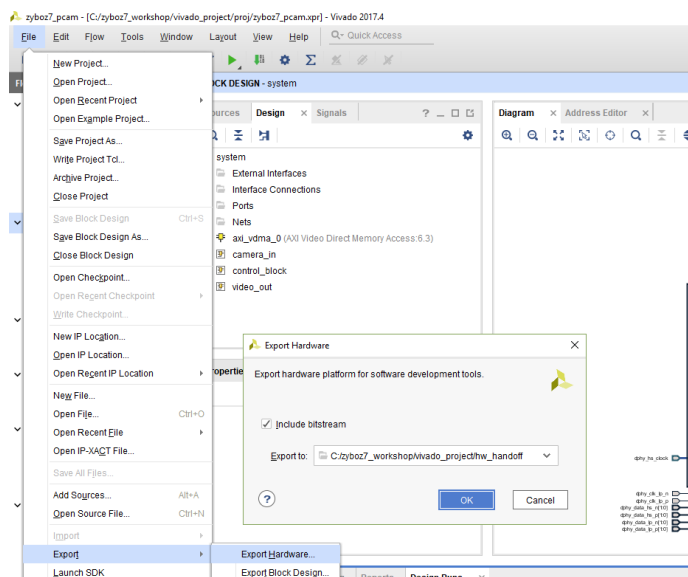 zyboz7_pcam - [C:/zyboz7_workshop/vivado_project/proj/zyboz7_pcam.xpr] - Vivado 2017.4
File Edit Flow Tools Window Layout View Help Quick Access
BLOCK DESIGN - system
New Project...
Open Project...
Open Recent Project
Open Example Project...
Save Project As...
Write Project Tcl...
Archive Project...
Close Project
Save Block Design Ctrl+S
Save Block Design As...
Close Block Design
Open Checkpoint...
Open Recent Checkpoint
Write Checkpoint...
New IP Location...
Open IP Location...
Open Recent IP Location
New File...
Open File... Ctrl+O
Open Recent File
Open IP-XACT File...
Save All Files...
Add Sources... Alt+A
Open Source File... Ctrl+N
Import
Export
Launch SDK
Export Hardware...
Export Block Design...
ources Design × Signals ? _
system
External Interfaces
Interface Connections
Ports
Nets
axi_vdma_0 (AXI Video Direct Memory Access:6.3)
camera_in
control_block
video_out
roperties
Diagram × Address Editor ×
Export Hardware
Export hardware platform for software development tools.
Include bitstream
Export to: C:/zyboz7_workshop/vivado_project/hw_handoff
?
OK Cancel
dphy_hs_clock
dphy_clk_lp_n
dphy_clk_lp_p
dphy_data_hs_n[1:0]
dphy_data_hs_p[1:0]
dphy_data_lp_n[1:0]
dphy_data_lp_p[1:0]
Reports Design Runs